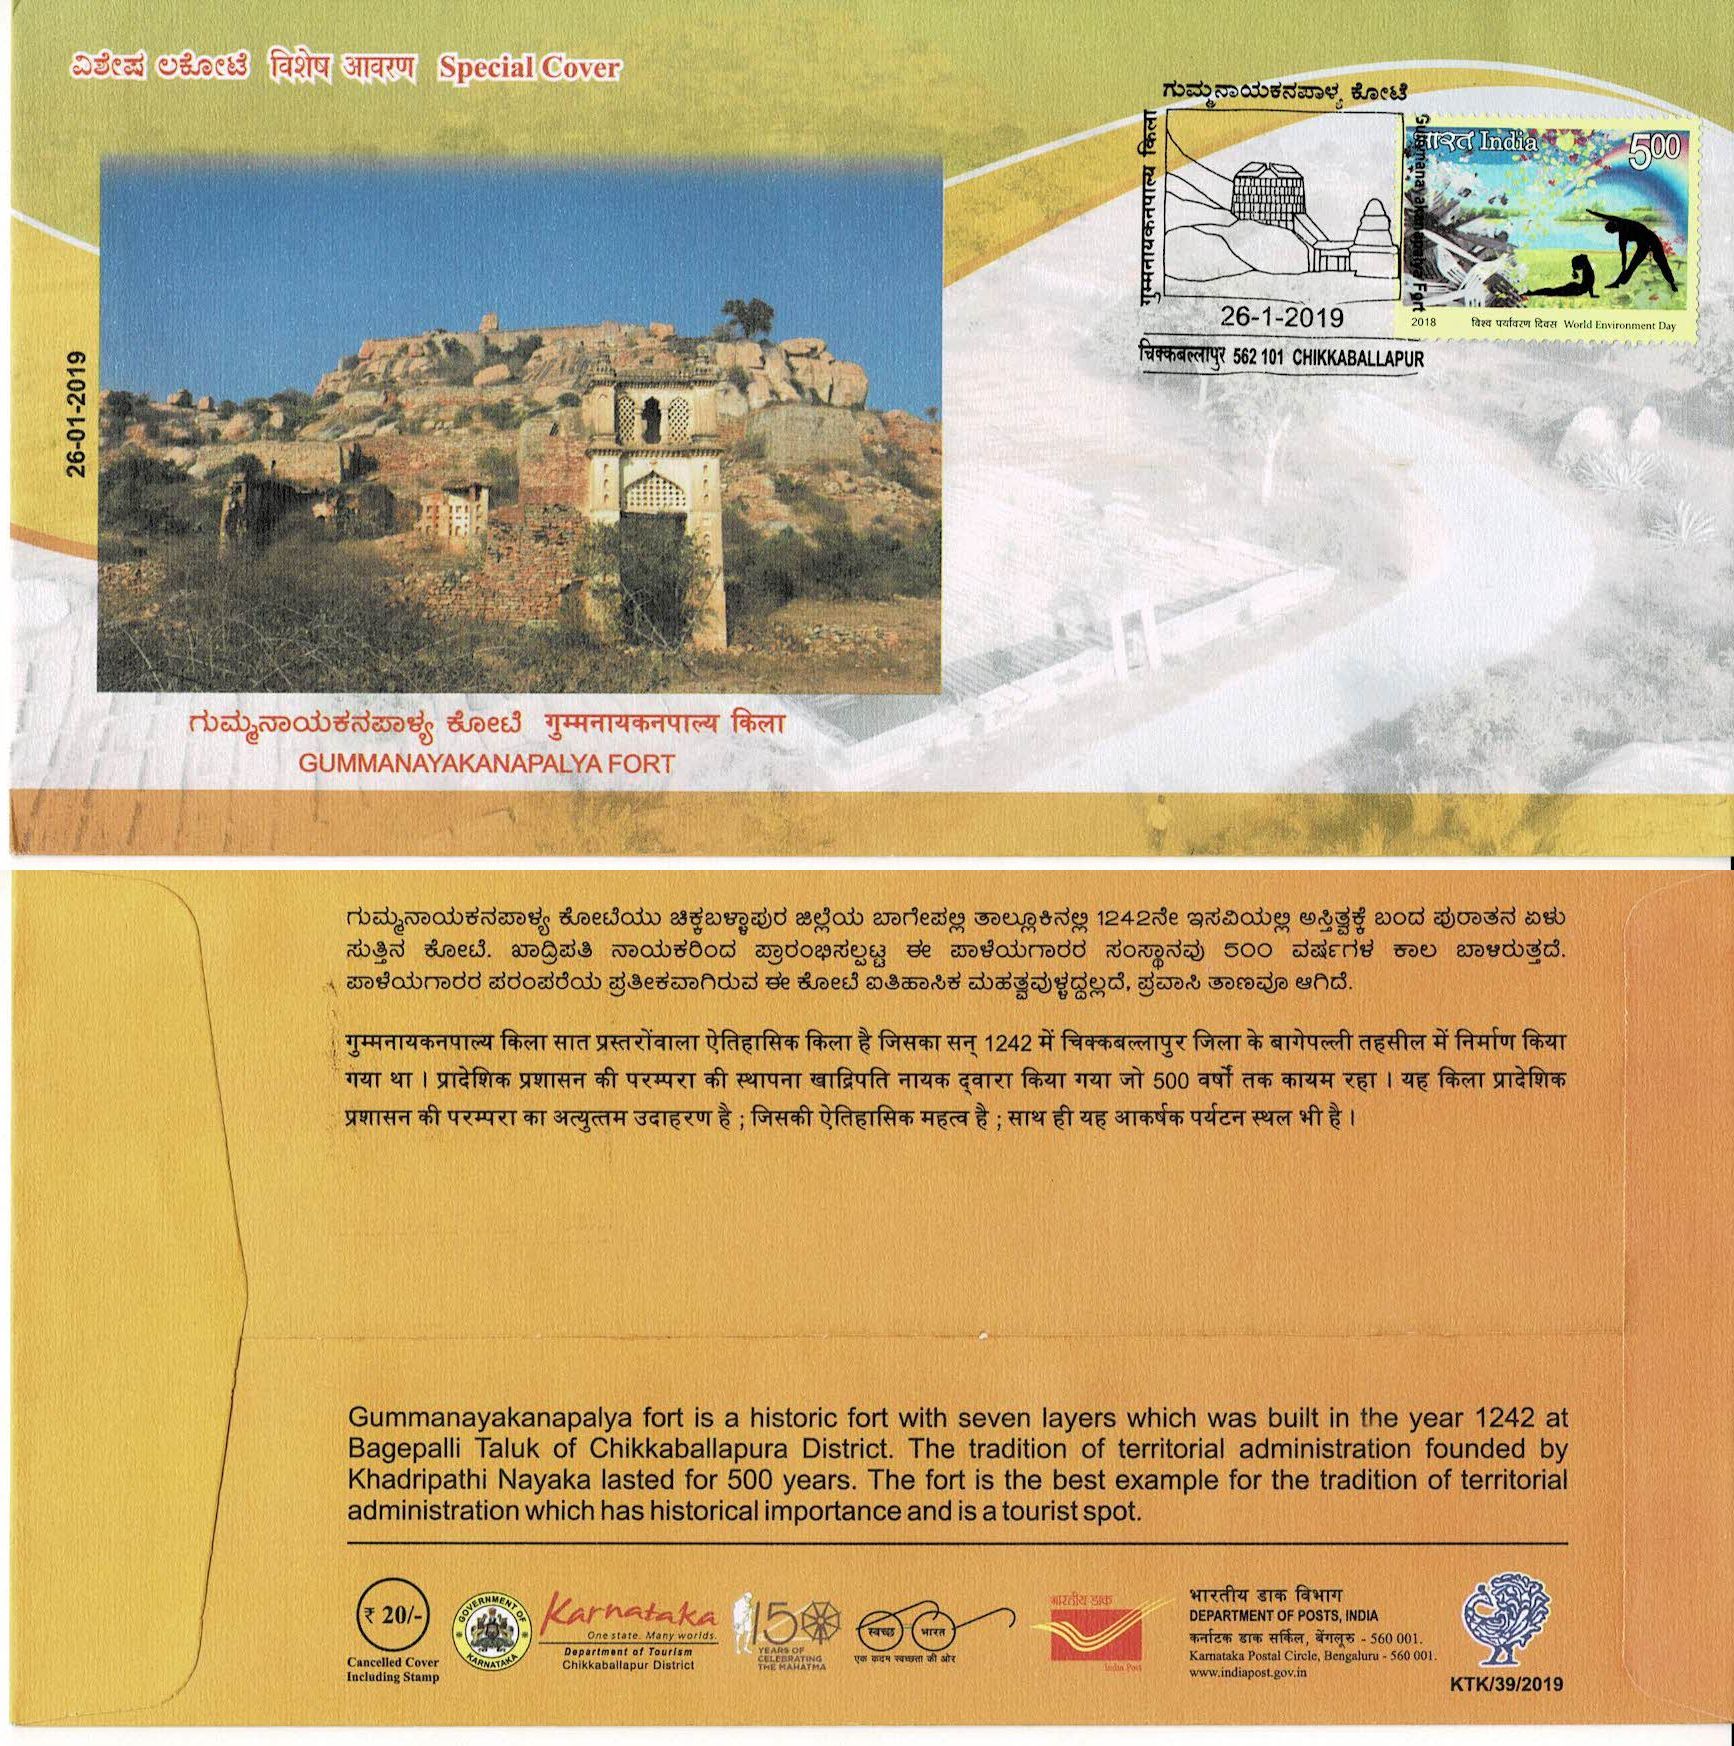 ವಿಶೇಷ ಲಕೋಟೆ विशेष आवरण Special Cover
26-01-2019
ಗುಮ್ಮನಾಯಕನಪಾಳ್ಯ ಕೋಟೆ
गुम्मनायकनपाल्य किला
Gummanayakanapalya Fort
26-1-2019
चिक्कबल्लापुर 562 101 CHIKKABALLAPUR
भारत India 500
2018 विश्व पर्यावरण दिवस World Environment Day
ಗುಮ್ಮನಾಯಕನಪಾಳ್ಯ ಕೋಟೆ गुम्मनायकनपाल्य किला
GUMMANAYAKANAPALYA FORT
ಗುಮ್ಮನಾಯಕನಪಾಳ್ಯ ಕೋಟೆಯು ಚಿಕ್ಕಬಳ್ಳಾಪುರ ಜಿಲ್ಲೆಯ ಬಾಗೇಪಲ್ಲಿ ತಾಲ್ಲೂಕಿನಲ್ಲಿ 1242ನೇ ಇಸವಿಯಲ್ಲಿ ಅಸ್ತಿತ್ವಕ್ಕೆ ಬಂದ ಪುರಾತನ ಏಳು
ಸುತ್ತಿನ ಕೋಟೆ. ಖಾದ್ರಿಪತಿ ನಾಯಕರಿಂದ ಪ್ರಾರಂಭಿಸಲ್ಪಟ್ಟ ಈ ಪಾಳೆಯಗಾರರ ಸಂಸ್ಥಾನವು 500 ವರ್ಷಗಳ ಕಾಲ ಬಾಳಿರುತ್ತದೆ.
ಪಾಳೆಯಗಾರರ ಪರಂಪರೆಯ ಪ್ರತೀಕವಾಗಿರುವ ಈ ಕೋಟೆ ಐತಿಹಾಸಿಕ ಮಹತ್ವವುಳ್ಳದ್ದಲ್ಲದೆ, ಪ್ರವಾಸಿ ತಾಣವೂ ಆಗಿದೆ.
गुम्मनायकनपाल्य किला सात प्रस्तरोंवाला ऐतिहासिक किला है जिसका सन् 1242 में चिक्कबल्लापुर जिला के बागेपल्ली तहसील में निर्माण किया
गया था । प्रादेशिक प्रशासन की परम्परा की स्थापना खाद्रिपति नायक द्वारा किया गया जो 500 वर्षों तक कायम रहा । यह किला प्रादेशिक
प्रशासन की परम्परा का अत्युत्तम उदाहरण है ; जिसकी ऐतिहासिक महत्व है ; साथ ही यह आकर्षक पर्यटन स्थल भी है ।
Gummanayakanapalya fort is a historic fort with seven layers which was built in the year 1242 at
Bagepalli Taluk of Chikkaballapura District. The tradition of territorial administration founded by
Khadripathi Nayaka lasted for 500 years. The fort is the best example for the tradition of territorial
administration which has historical importance and is a tourist spot.
₹ 20/-
Cancelled Cover
Including Stamp
GOVERNMENT OF
KARNATAKA
Karnataka
One state. Many worlds.
Department of Tourism
Chikkaballapur District
150
YEARS OF
CELEBRATING
THE MAHATMA
स्वच्छ भारत
एक कदम स्वच्छता की ओर
भारतीय डाक
India Post
भारतीय डाक विभाग
DEPARTMENT OF POSTS, INDIA
कर्नाटक डाक सर्किल, बेंगलूरु - 560 001.
Karnataka Postal Circle, Bengaluru - 560 001.
www.indiapost.gov.in
KTK/39/2019